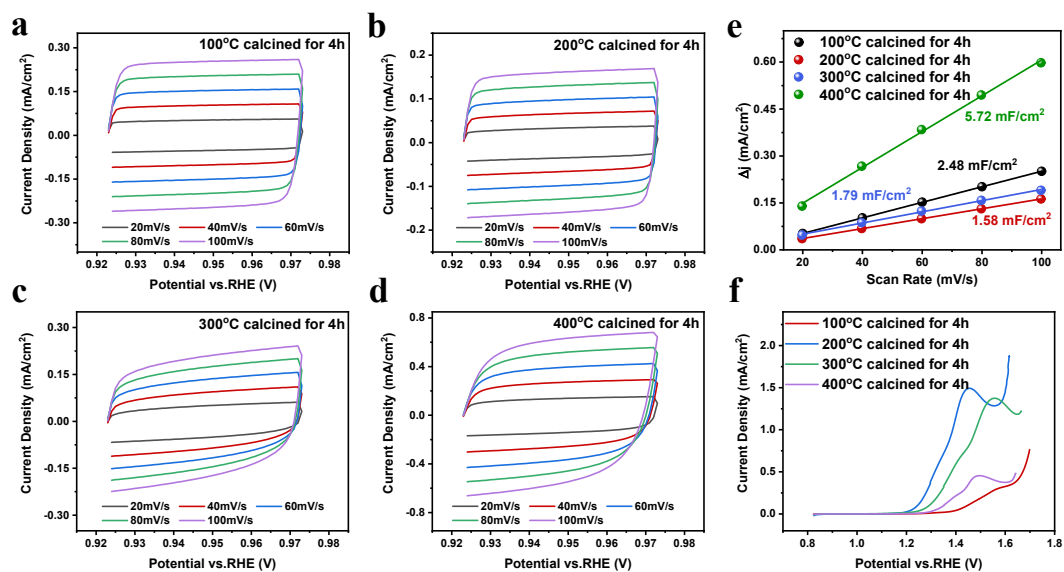 a
100°C calcined for 4h
Current Density (mA/cm²)
0.30
0.15
0.00
-0.15
-0.30
20mV/s 40mV/s 60mV/s
80mV/s 100mV/s
0.92 0.93 0.94 0.95 0.96 0.97 0.98
Potential vs.RHE (V)
b
200°C calcined for 4h
Current Density (mA/cm²)
0.2
0.1
0.0
-0.1
-0.2
20mV/s 40mV/s 60mV/s
80mV/s 100mV/s
0.92 0.93 0.94 0.95 0.96 0.97 0.98
Potential vs.RHE (V)
e
100°C calcined for 4h
200°C calcined for 4h
300°C calcined for 4h
400°C calcined for 4h
Δj (mA/cm²)
0.60
0.45
0.30
0.15
0.00
5.72 mF/cm²
2.48 mF/cm²
1.79 mF/cm²
1.58 mF/cm²
20 40 60 80 100
Scan Rate (mV/s)
c
300°C calcined for 4h
Current Density (mA/cm²)
0.30
0.15
0.00
-0.15
-0.30
20mV/s 40mV/s 60mV/s
80mV/s 100mV/s
0.92 0.93 0.94 0.95 0.96 0.97 0.98
Potential vs.RHE (V)
d
400°C calcined for 4h
Current Density (mA/cm²)
0.8
0.4
0.0
-0.4
-0.8
20mV/s 40mV/s 60mV/s
80mV/s 100mV/s
0.92 0.93 0.94 0.95 0.96 0.97 0.98
Potential vs.RHE (V)
f
100°C calcined for 4h
200°C calcined for 4h
300°C calcined for 4h
400°C calcined for 4h
Current Density (mA/cm²)
2.0
1.5
1.0
0.5
0.0
0.8 1.0 1.2 1.4 1.6 1.8
Potential vs.RHE (V)